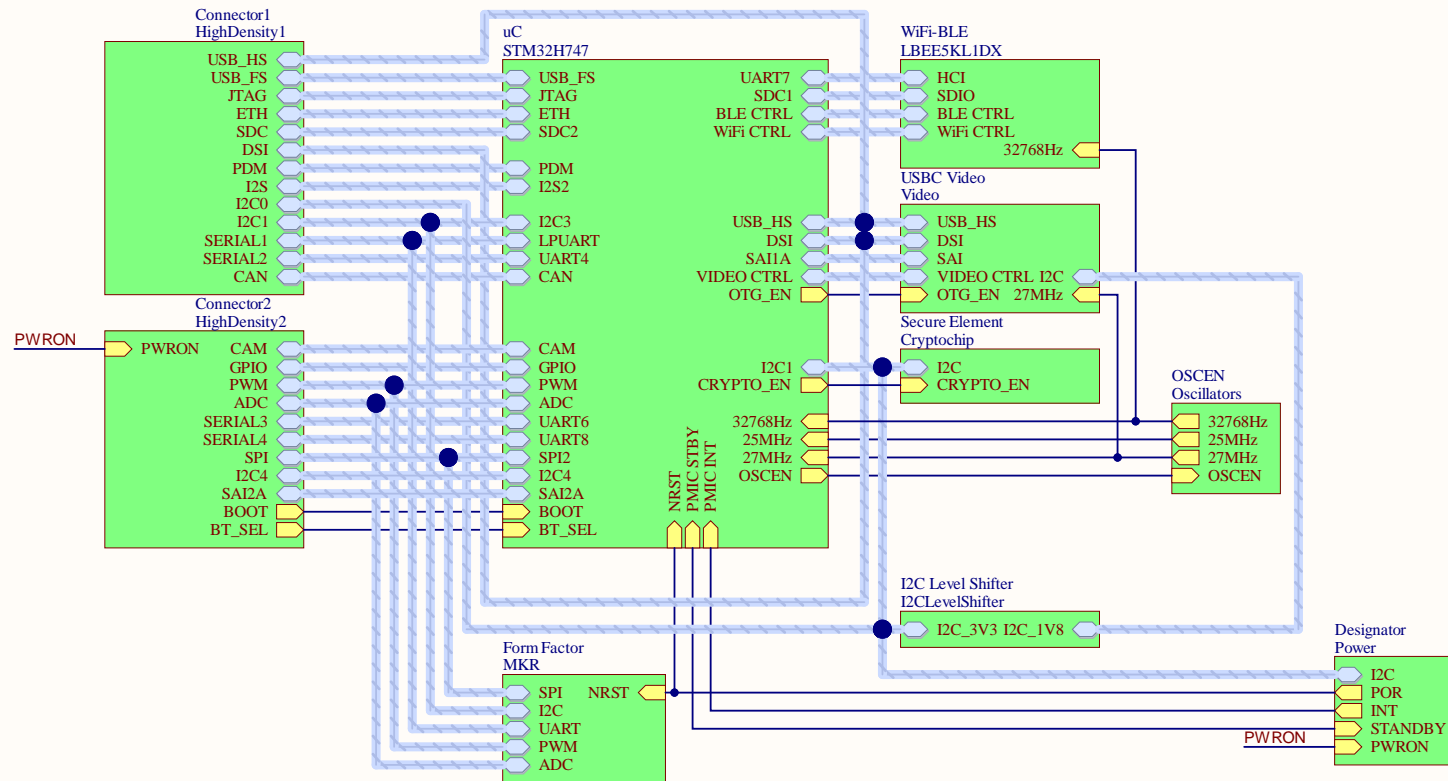 Connector1
HighDensity1
USB_HS
USB_FS
JTAG
ETH
SDC
DSI
PDM
I2S
I2C0
I2C1
SERIAL1
SERIAL2
CAN
Connector2
HighDensity2
PWRON
PWRON
CAM
GPIO
PWM
ADC
SERIAL3
SERIAL4
SPI
I2C4
SAI2A
BOOT
BT_SEL
uC
STM32H747
USB_FS
JTAG
ETH
SDC2
PDM
I2S2
I2C3
LPUART
UART4
CAN
CAM
GPIO
PWM
ADC
UART6
UART8
SPI2
I2C4
SAI2A
BOOT
BT_SEL
UART7
SDC1
BLE CTRL
WiFi CTRL
USB_HS
DSI
SAI1A
VIDEO CTRL
OTG_EN
I2C1
CRYPTO_EN
32768Hz
25MHz
27MHz
OSCEN
NRST
PMIC STBY
PMIC INT
WiFi-BLE
LBEE5KL1DX
HCI
SDIO
BLE CTRL
WiFi CTRL
32768Hz
USBC Video
Video
USB_HS
DSI
SAI
VIDEO CTRL I2C
OTG_EN 27MHz
Secure Element
Cryptochip
I2C
CRYPTO_EN
OSCEN
Oscillators
32768Hz
25MHz
27MHz
OSCEN
I2C Level Shifter
I2CLevelShifter
I2C_3V3 I2C_1V8
Form Factor
MKR
SPI NRST
I2C
UART
PWM
ADC
Designator
Power
I2C
POR
INT
STANDBY
PWRON
PWRON